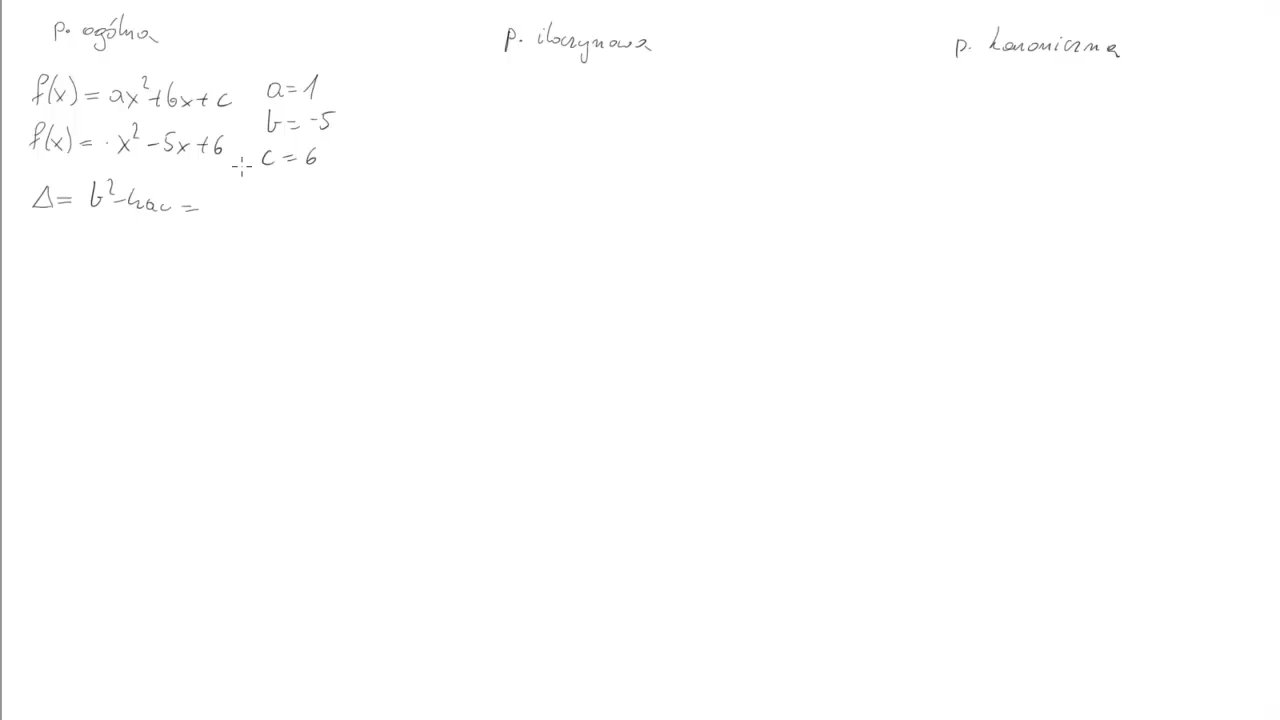 p. ogólna
p. iloczynowa
p. kanoniczna
f(x) = ax²+bx+c
a=1
b=-5
f(x) = x²-5x+6
c=6
Δ= b²-4ac =